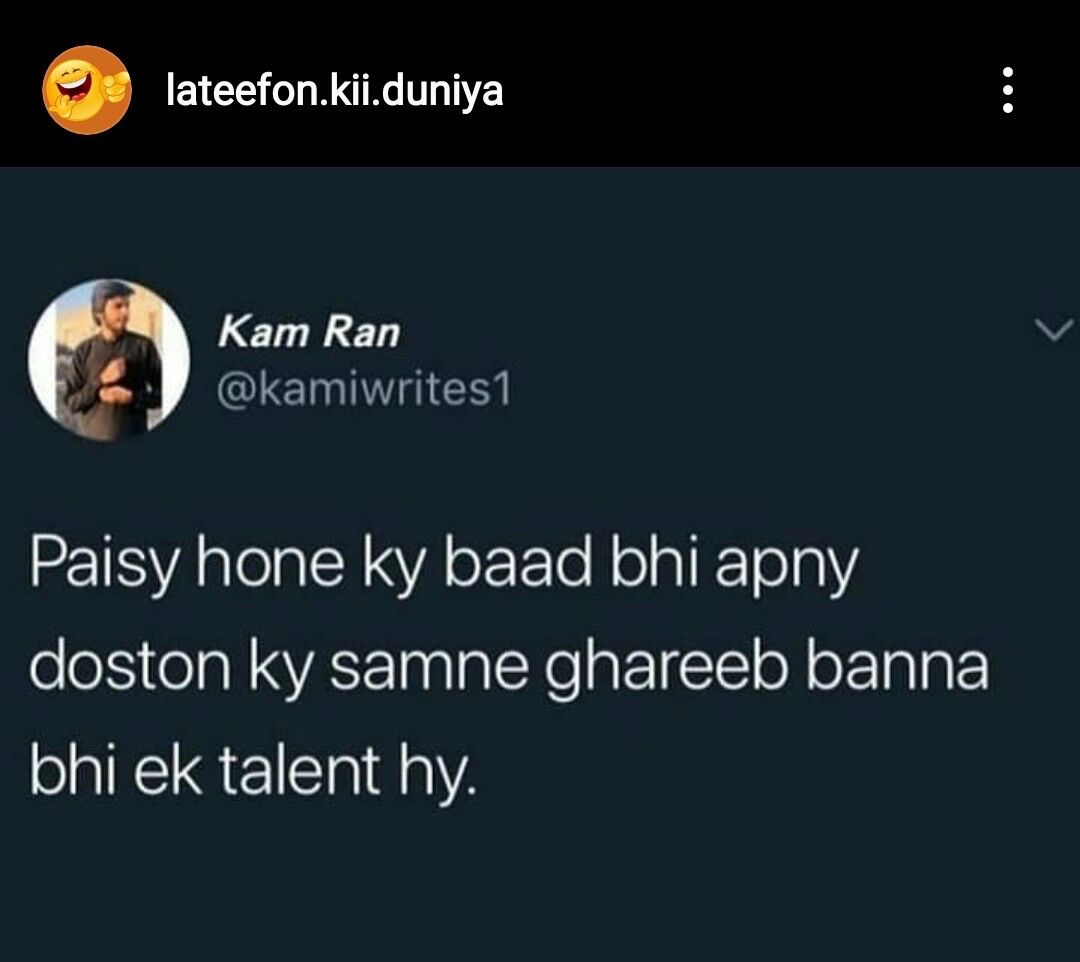 lateefon.kii.duniya
Kam Ran
@kamiwrites1
Paisy hone ky baad bhi apny
doston ky samne ghareeb banna
bhi ek talent hy.